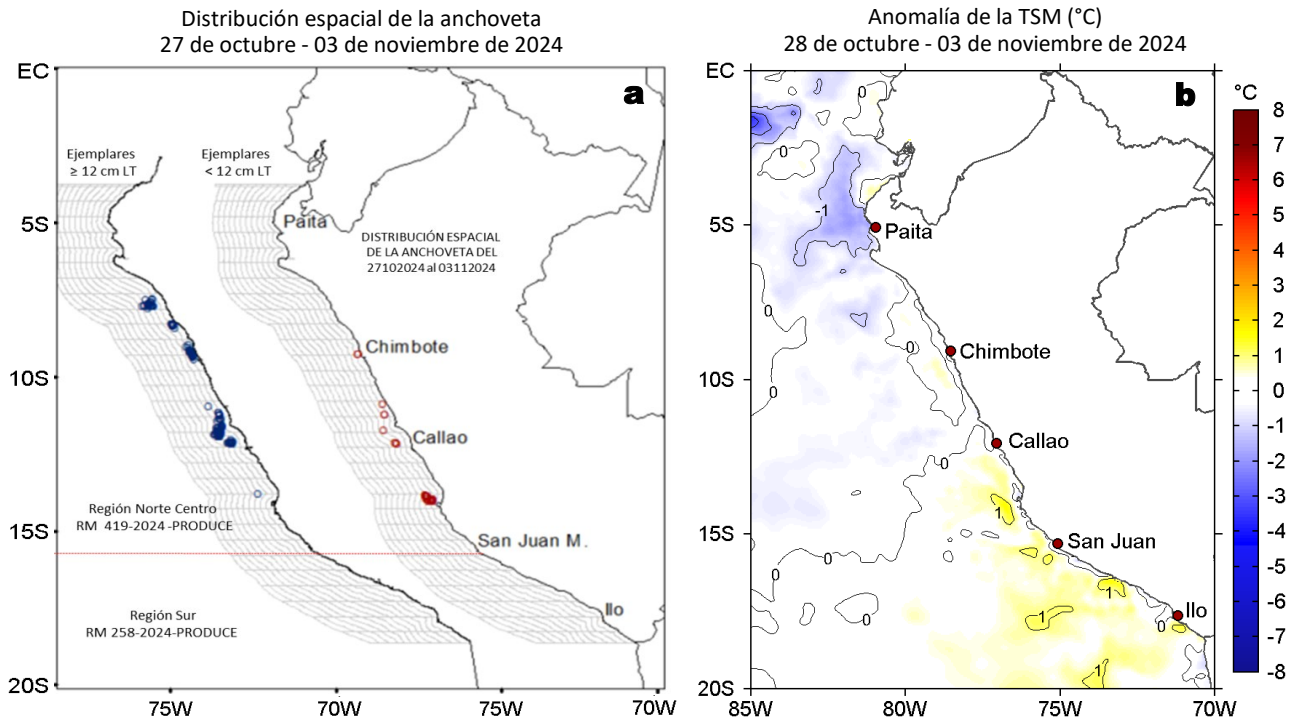 Distribución espacial de la anchoveta
27 de octubre - 03 de noviembre de 2024
EC
5S
10S
15S
20S
a
Ejemplares
≥ 12 cm LT
Ejemplares
< 12 cm LT
Paita
DISTRIBUCIÓN ESPACIAL
DE LA ANCHOVETA DEL
27102024 al 03112024
Chimbote
Callao
Región Norte Centro
RM 419-2024 -PRODUCE
San Juan M.
Ilo
Región Sur
RM 258-2024-PRODUCE
75W
70W
75W
70W
Anomalía de la TSM (°C)
28 de octubre - 03 de noviembre de 2024
EC
5S
10S
15S
20S
b
0
0
-1
Paita
0
0
Chimbote
0
Callao
0
1
San Juan
0
0
1
Ilo
1
0
0
1
85W
80W
75W
70W
°C
8
7
6
5
4
3
2
1
0
-1
-2
-3
-4
-5
-6
-7
-8